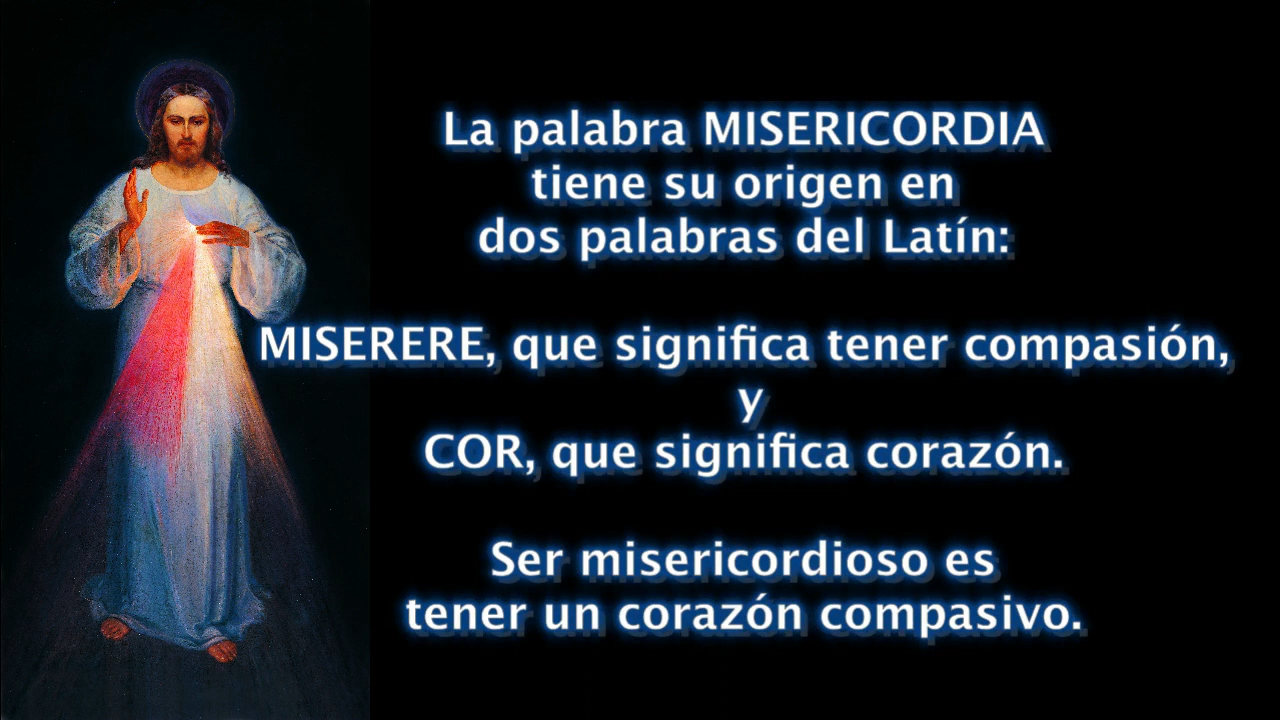 La palabra MISERICORDIA
tiene su origen en
dos palabras del Latín:
MISERERE, que significa tener compasión,
y
COR, que significa corazón.
Ser misericordioso es
tener un corazón compasivo.